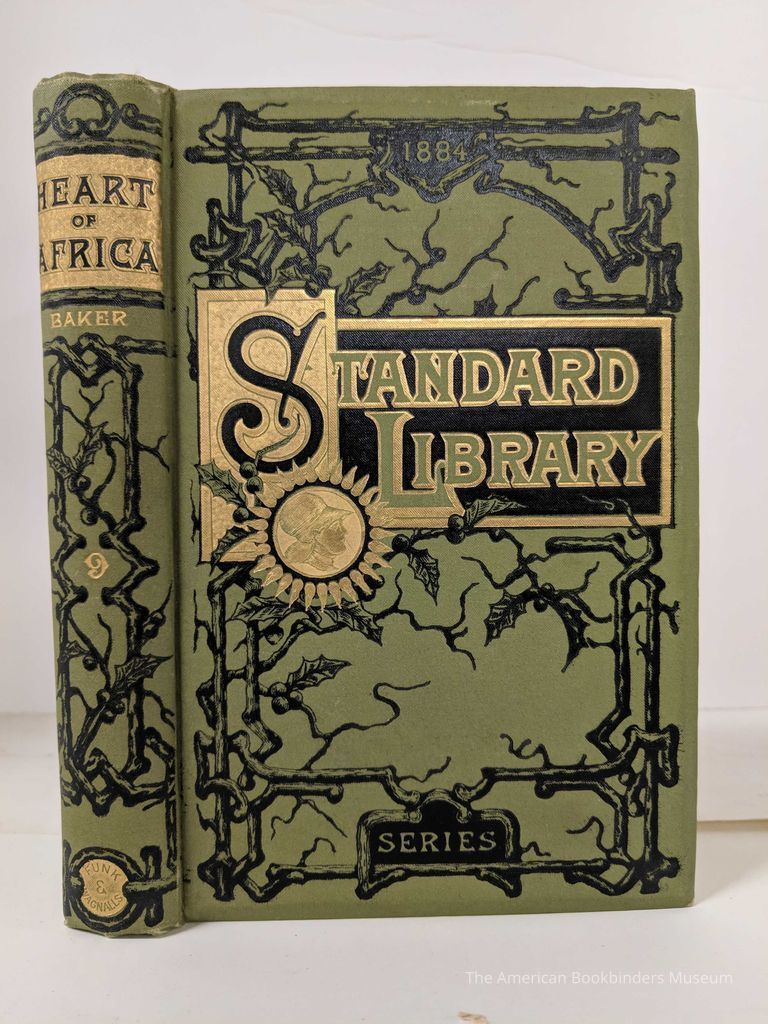 HEART
OF
AFRICA
BAKER
9
FUNK
&
WAGNALLS
1884
STANDARD
LIBRARY
SERIES
The American Bookbinders Museum